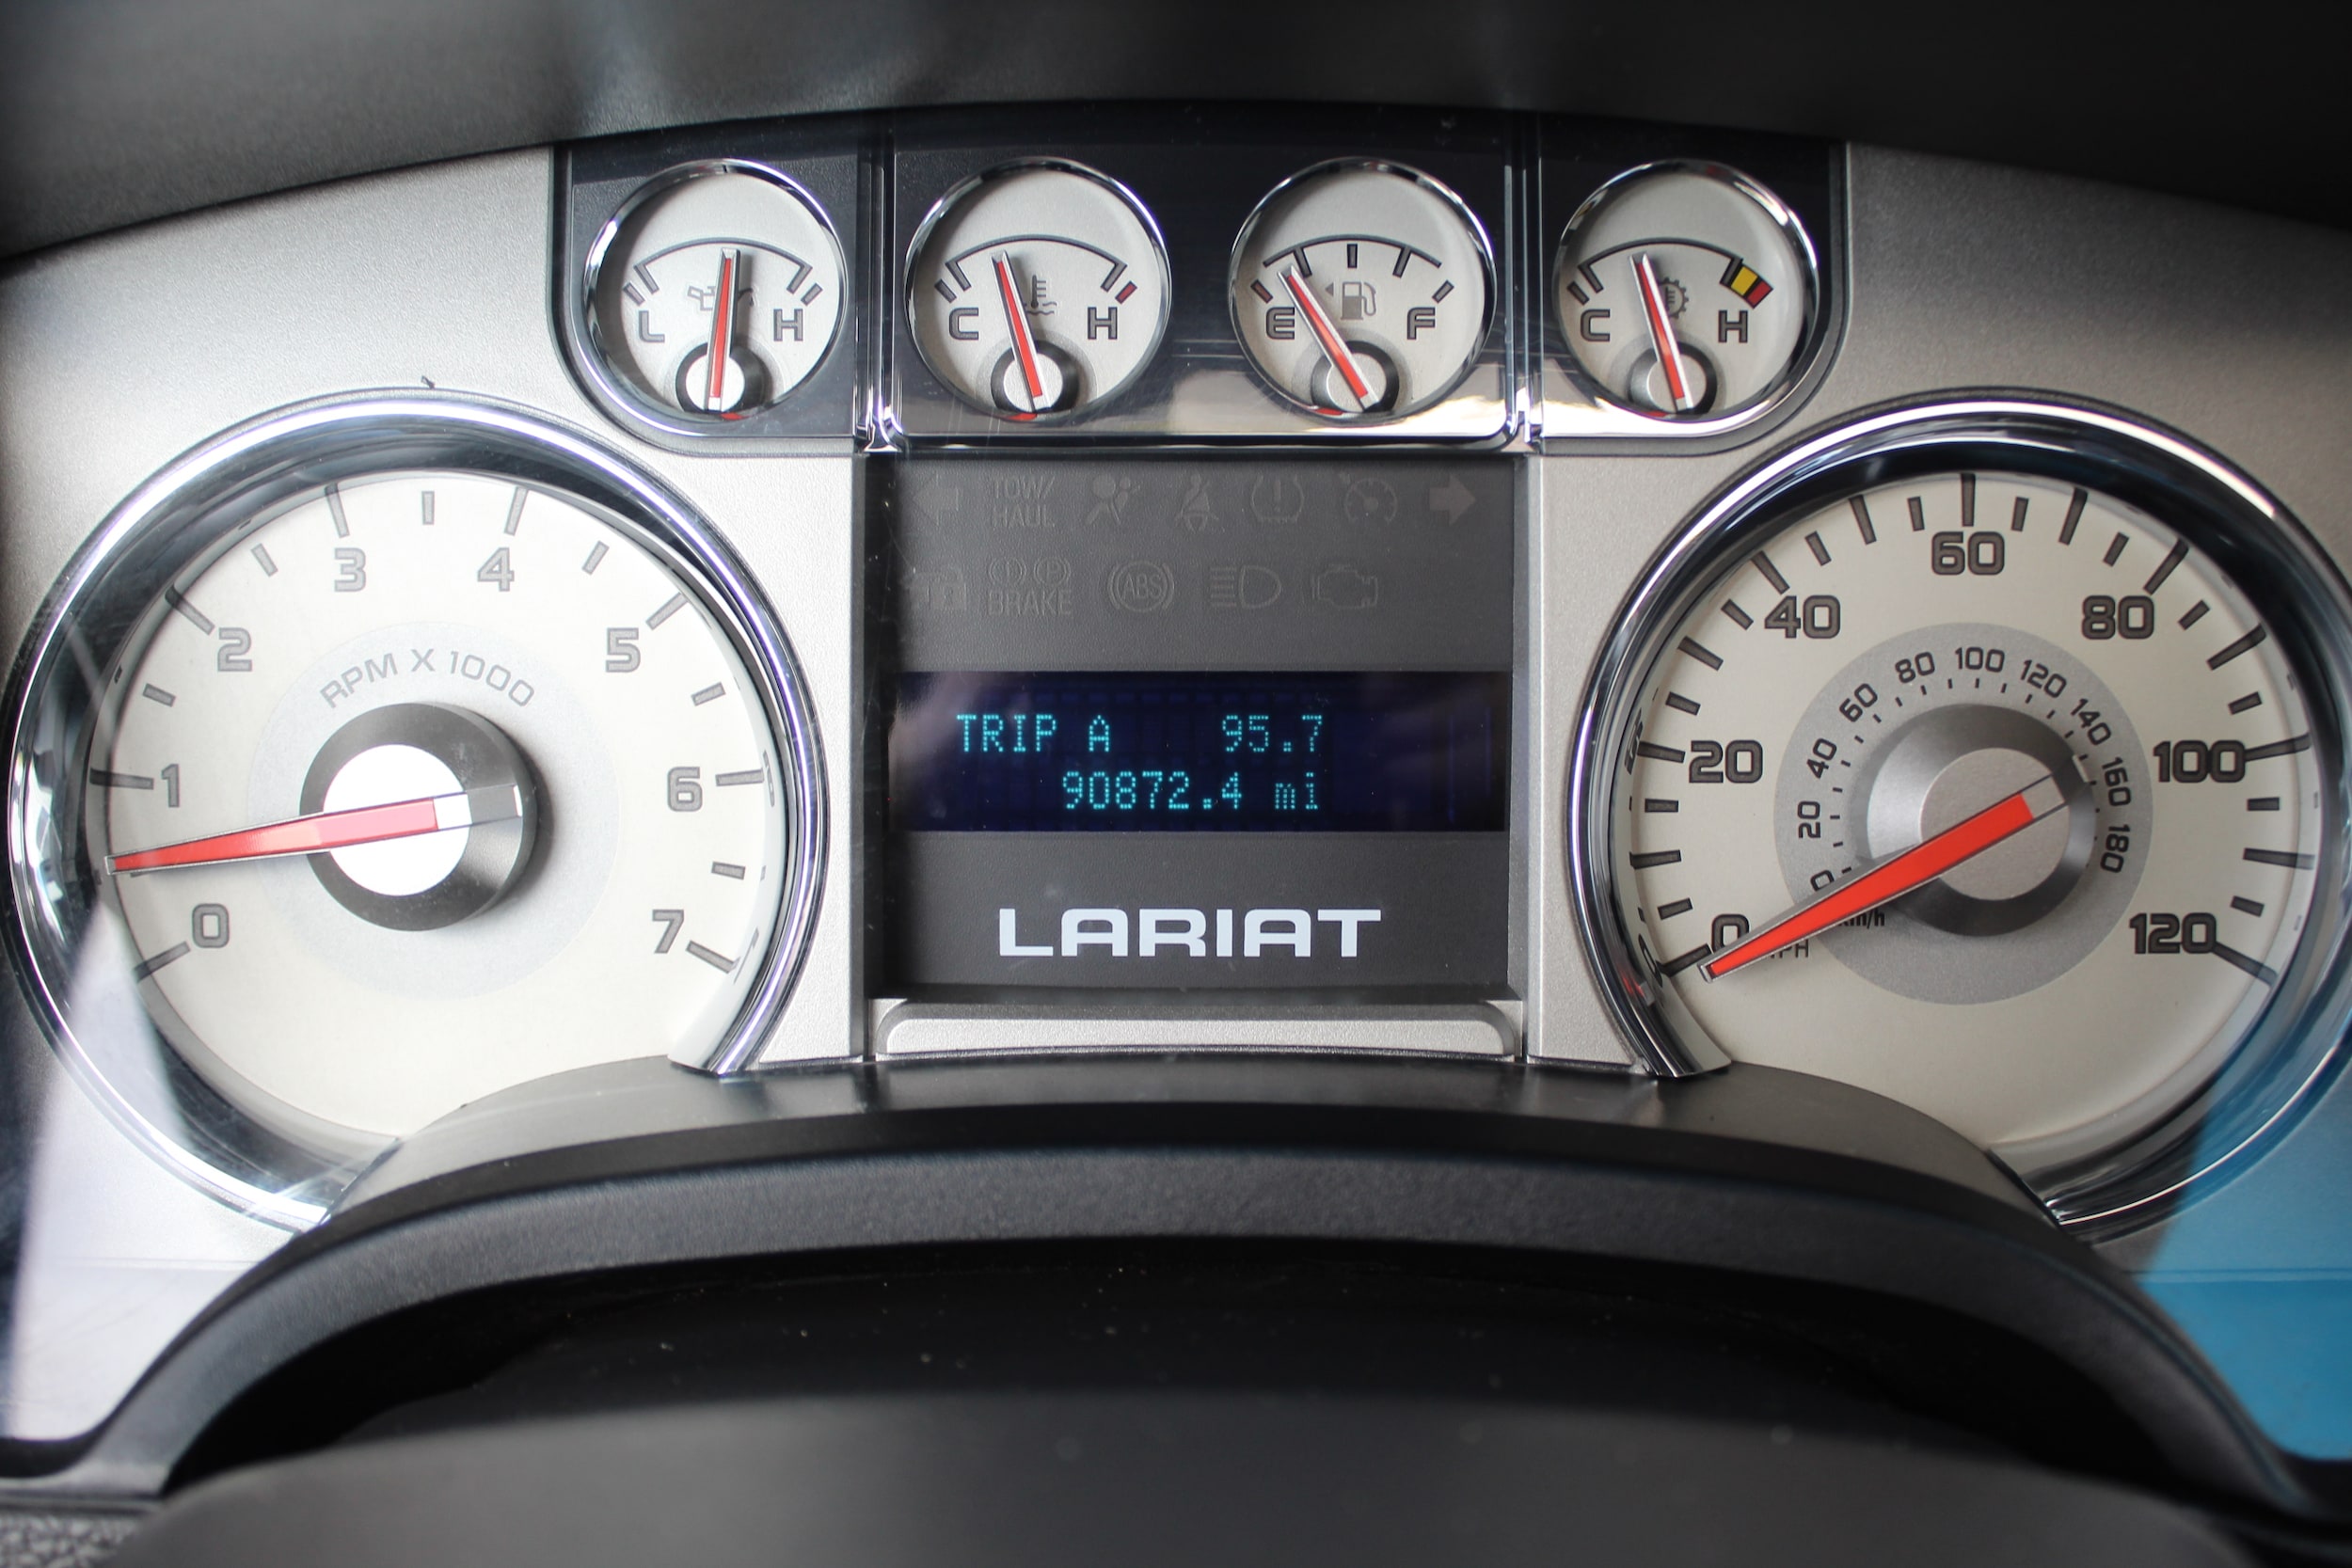 L H
C H
E F
C H
TOW/
HAUL
BRAKE
ABS
0 1 2 3 4 5 6 7
RPM X 1000
TRIP A 95.7
90872.4 mi
LARIAT
0 20 40 60 80 100 120
MPH
0 20 40 60 80 100 120 140 160 180
km/h